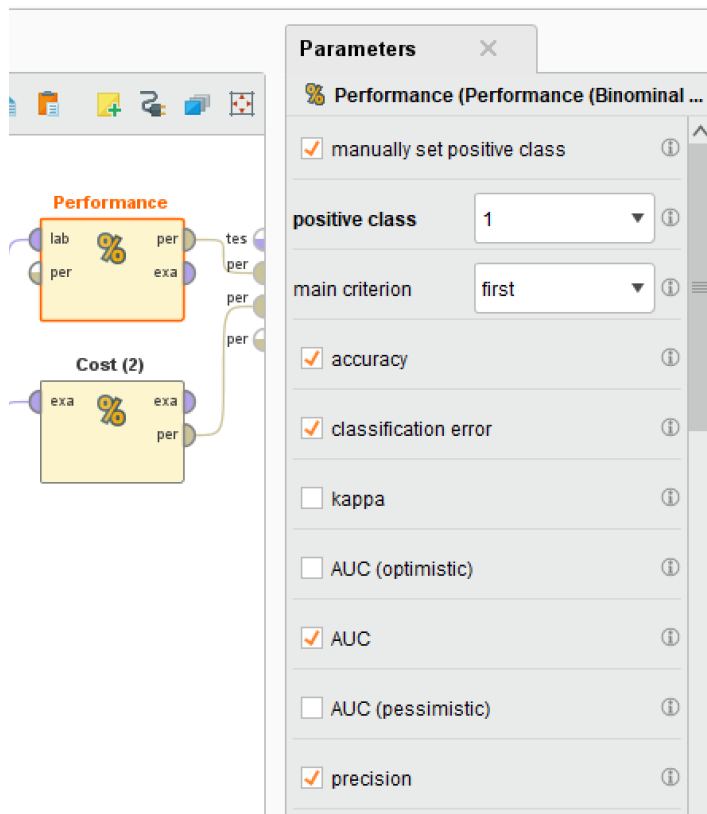 Parameters
Performance (Performance (Binominal ...
manually set positive class
positive class
1
main criterion
first
accuracy
classification error
kappa
AUC (optimistic)
AUC
AUC (pessimistic)
precision
Performance
lab
per
per
exa
tes
per
per
per
Cost (2)
exa
exa
per